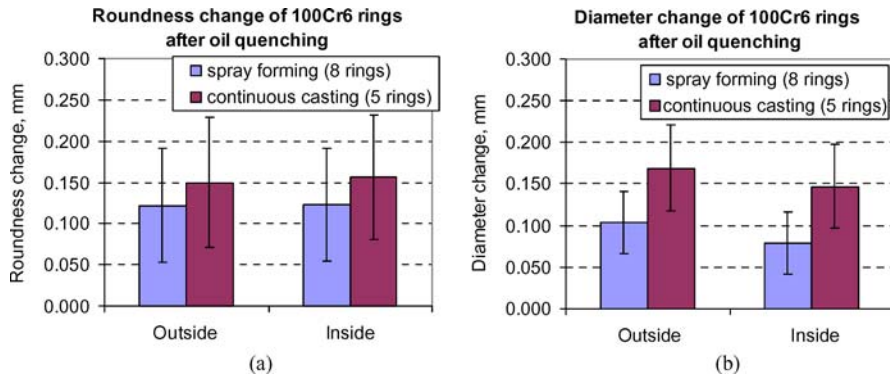 Roundness change of 100Cr6 rings
after oil quenching
0.300
0.250
0.200
0.150
0.100
0.050
0.000
Roundness change, mm
spray forming (8 rings)
continuous casting (5 rings)
Outside
Inside
(a)
Diameter change of 100Cr6 rings
after oil quenching
0.300
0.250
0.200
0.150
0.100
0.050
0.000
Diameter change, mm
spray forming (8 rings)
continuous casting (5 rings)
Outside
Inside
(b)